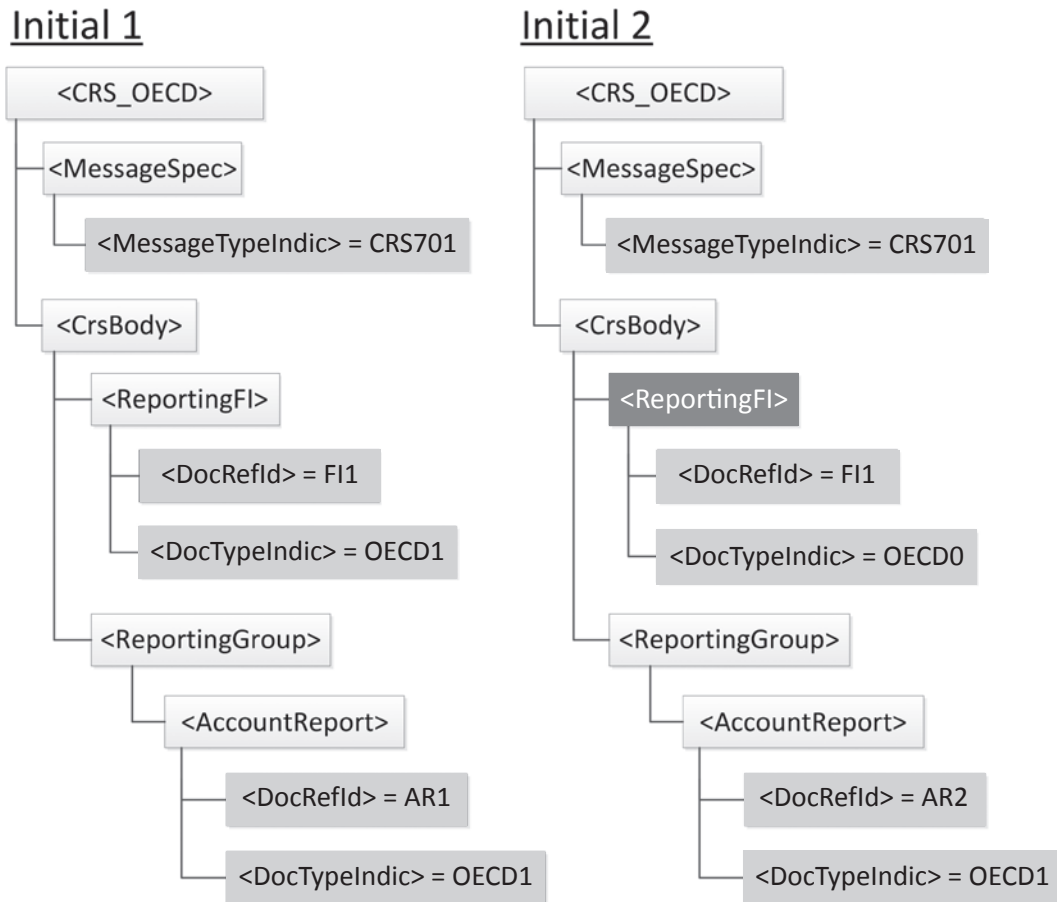 Initial 1
<CRS_OECD>
<MessageSpec>
<MessageTypeIndic> = CRS701
<CrsBody>
<ReportingFI>
<DocRefId> = FI1
<DocTypeIndic> = OECD1
<ReportingGroup>
<AccountReport>
<DocRefId> = AR1
<DocTypeIndic> = OECD1
Initial 2
<CRS_OECD>
<MessageSpec>
<MessageTypeIndic> = CRS701
<CrsBody>
<ReportingFI>
<DocRefId> = FI1
<DocTypeIndic> = OECD0
<ReportingGroup>
<AccountReport>
<DocRefId> = AR2
<DocTypeIndic> = OECD1